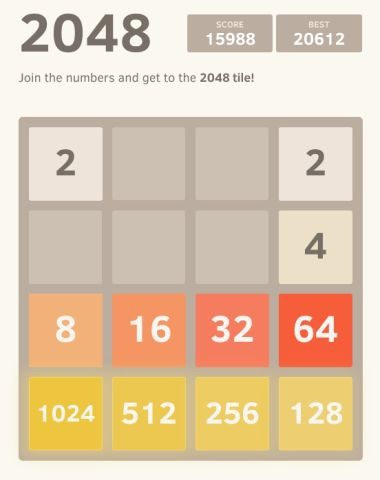 2048
SCORE BEST
15988 20612
Join the numbers and get to the 2048 tile!
2 2
4
8 16 32 64
1024 512 256 128